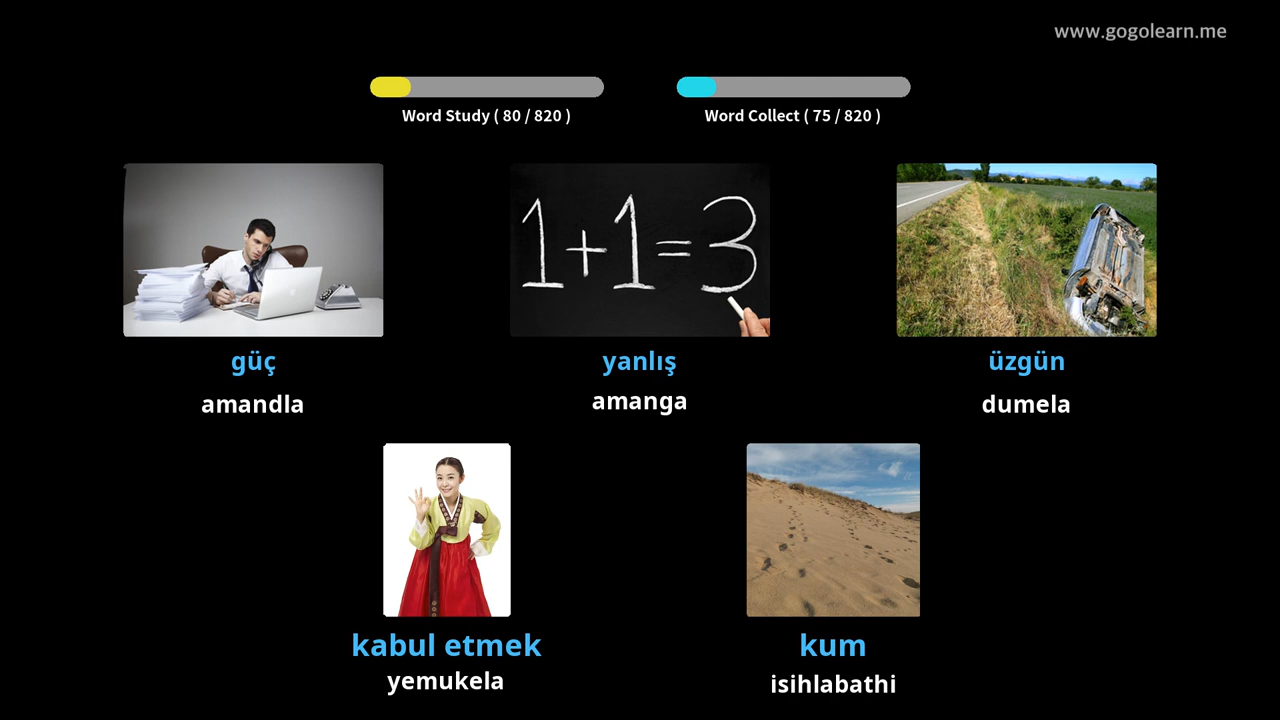 www.gogolearn.me
Word Study ( 80 / 820 )
Word Collect ( 75 / 820 )
1+1=3
güç
yanlış
üzgün
amandla
amanga
dumela
kabul etmek
kum
yemukela
isihlabathi